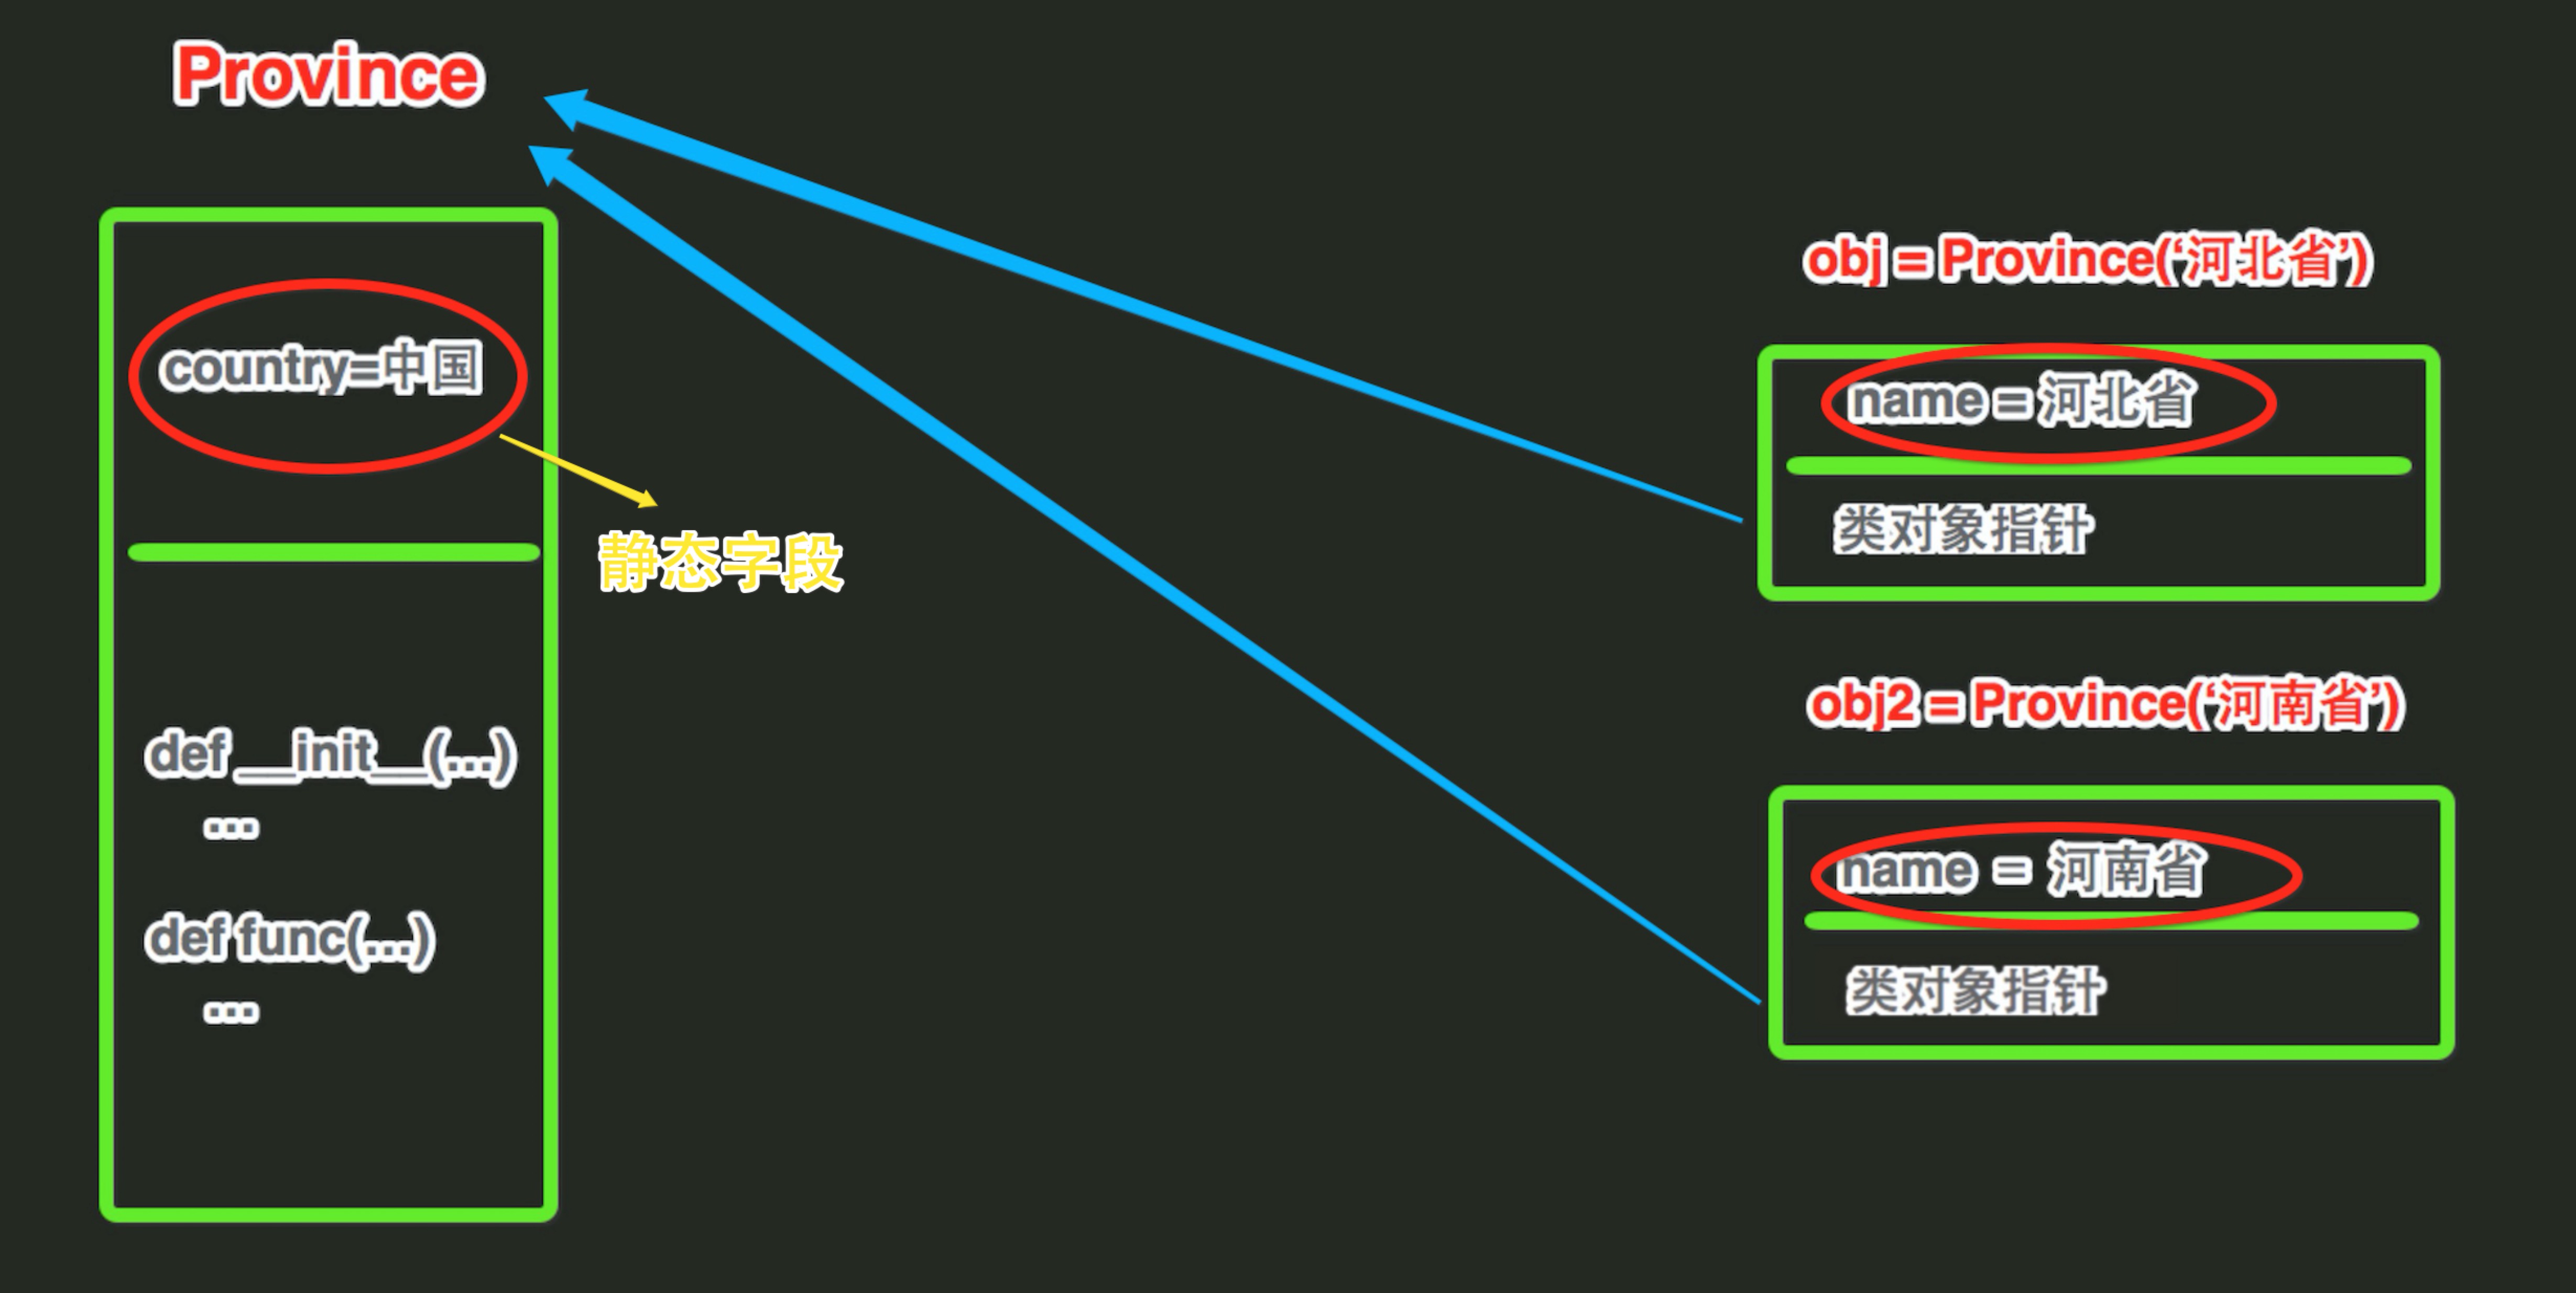 Province
country=中国
静态字段
def __init__(...)
...
def func(...)
...
obj = Province(‘河北省’)
name = 河北省
类对象指针
obj2 = Province(‘河南省’)
name = 河南省
类对象指针